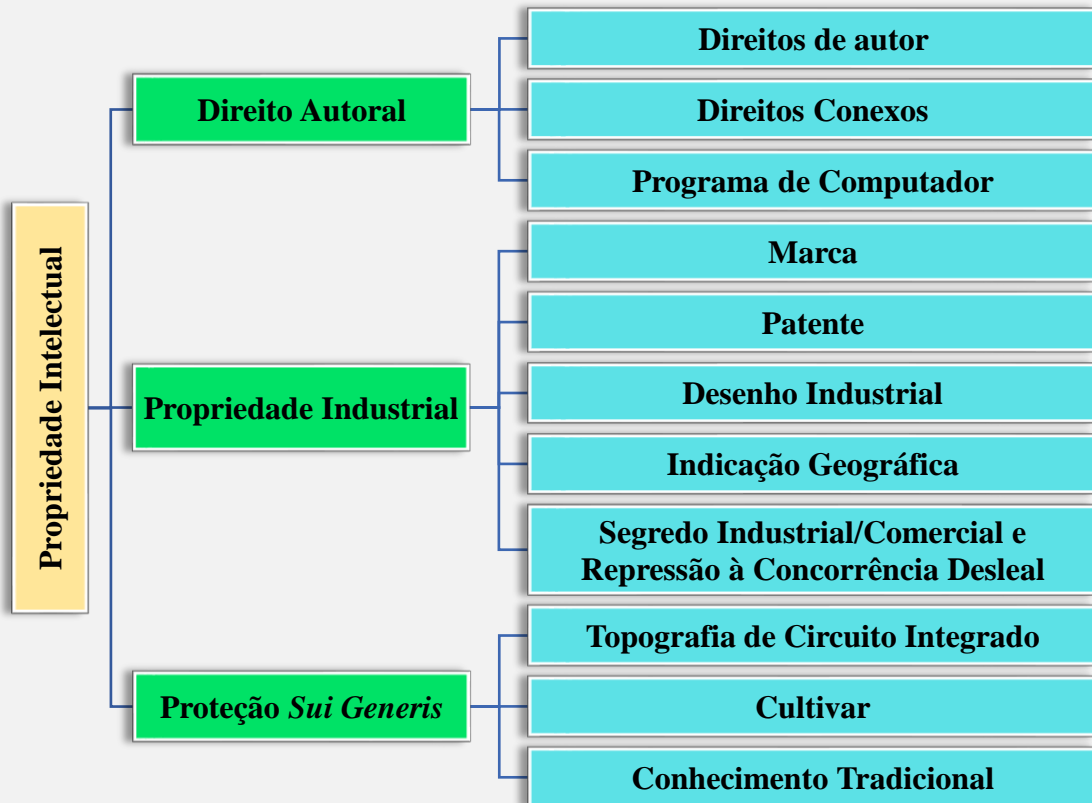 Propriedade Intelectual
Direito Autoral
Direitos de autor
Direitos Conexos
Programa de Computador
Propriedade Industrial
Marca
Patente
Desenho Industrial
Indicação Geográfica
Segredo Industrial/Comercial e
Repressão à Concorrência Desleal
Proteção Sui Generis
Topografia de Circuito Integrado
Cultivar
Conhecimento Tradicional